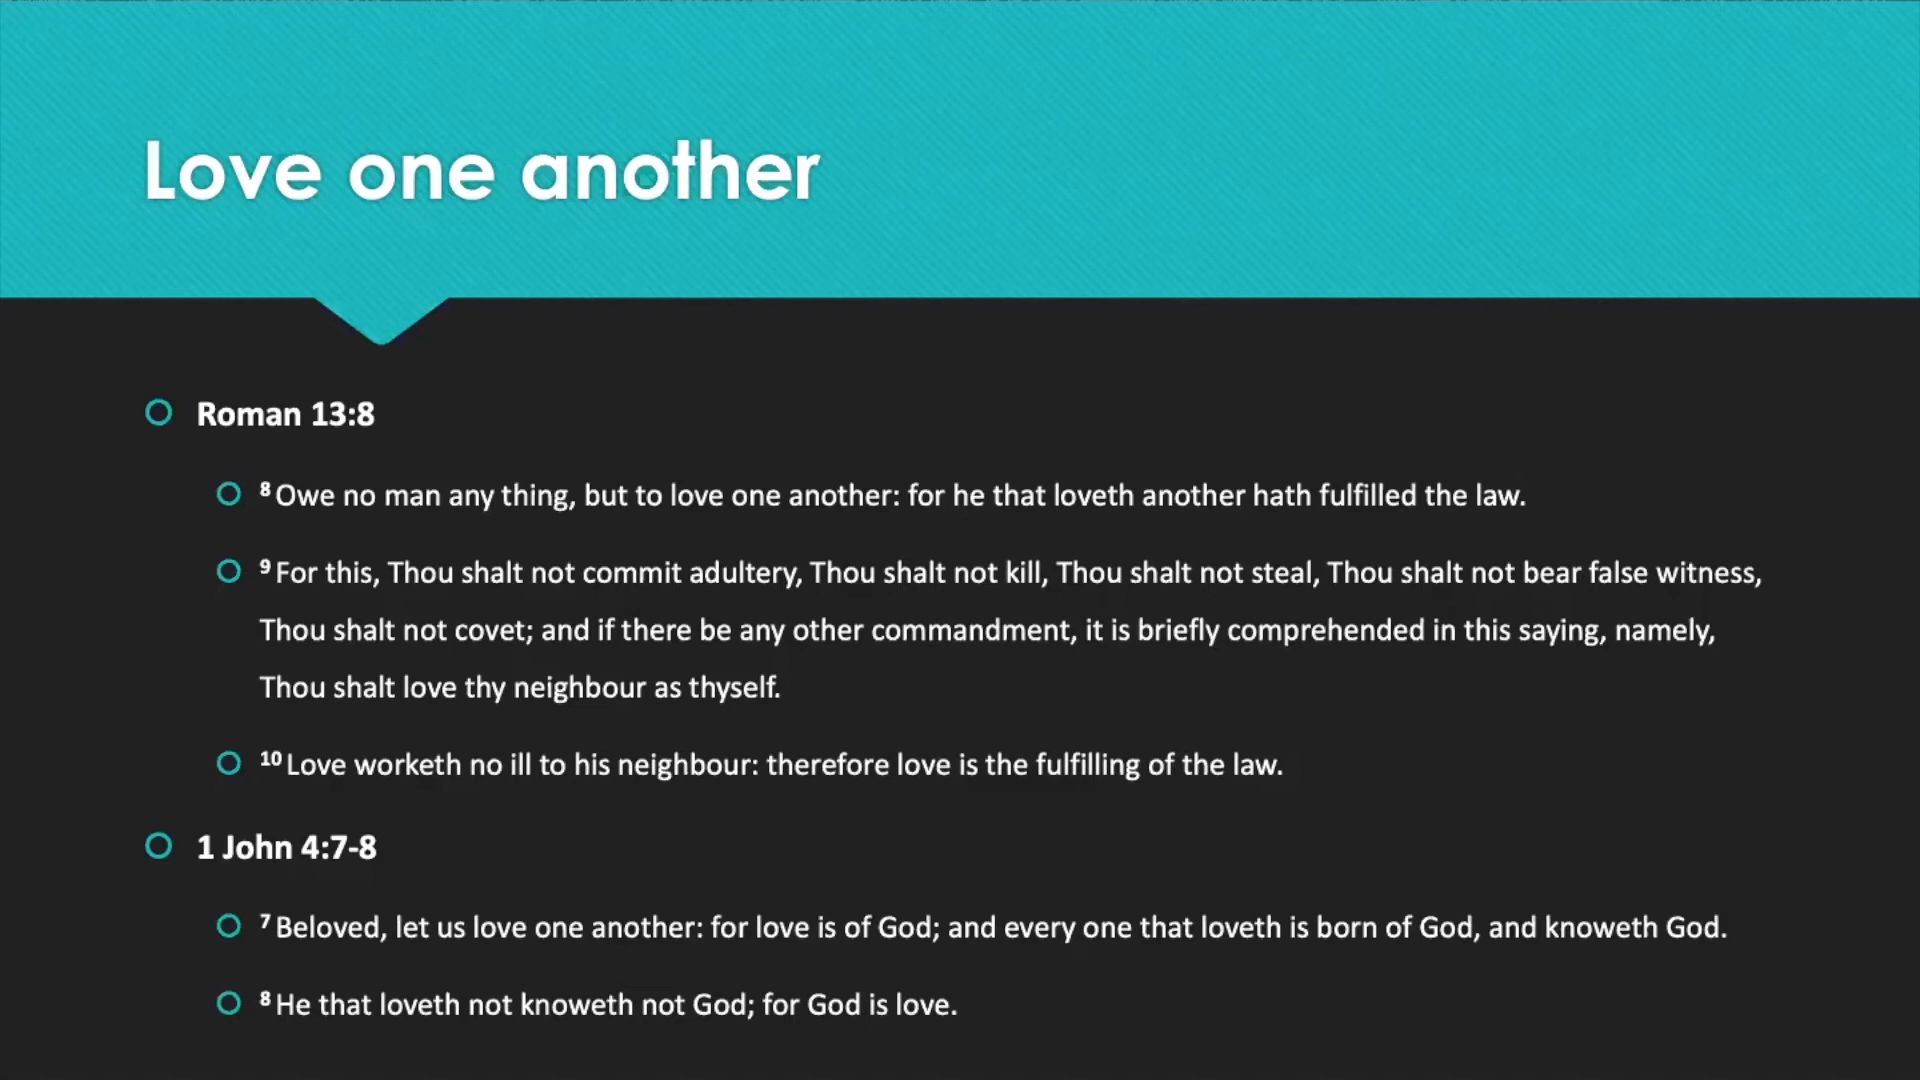 Love one another
Roman 13:8
8 Owe no man any thing, but to love one another: for he that loveth another hath fulfilled the law.
9 For this, Thou shalt not commit adultery, Thou shalt not kill, Thou shalt not steal, Thou shalt not bear false witness,
Thou shalt not covet; and if there be any other commandment, it is briefly comprehended in this saying, namely,
Thou shalt love thy neighbour as thyself.
10 Love worketh no ill to his neighbour: therefore love is the fulfilling of the law.
1 John 4:7-8
7 Beloved, let us love one another: for love is of God; and every one that loveth is born of God, and knoweth God.
8 He that loveth not knoweth not God; for God is love.